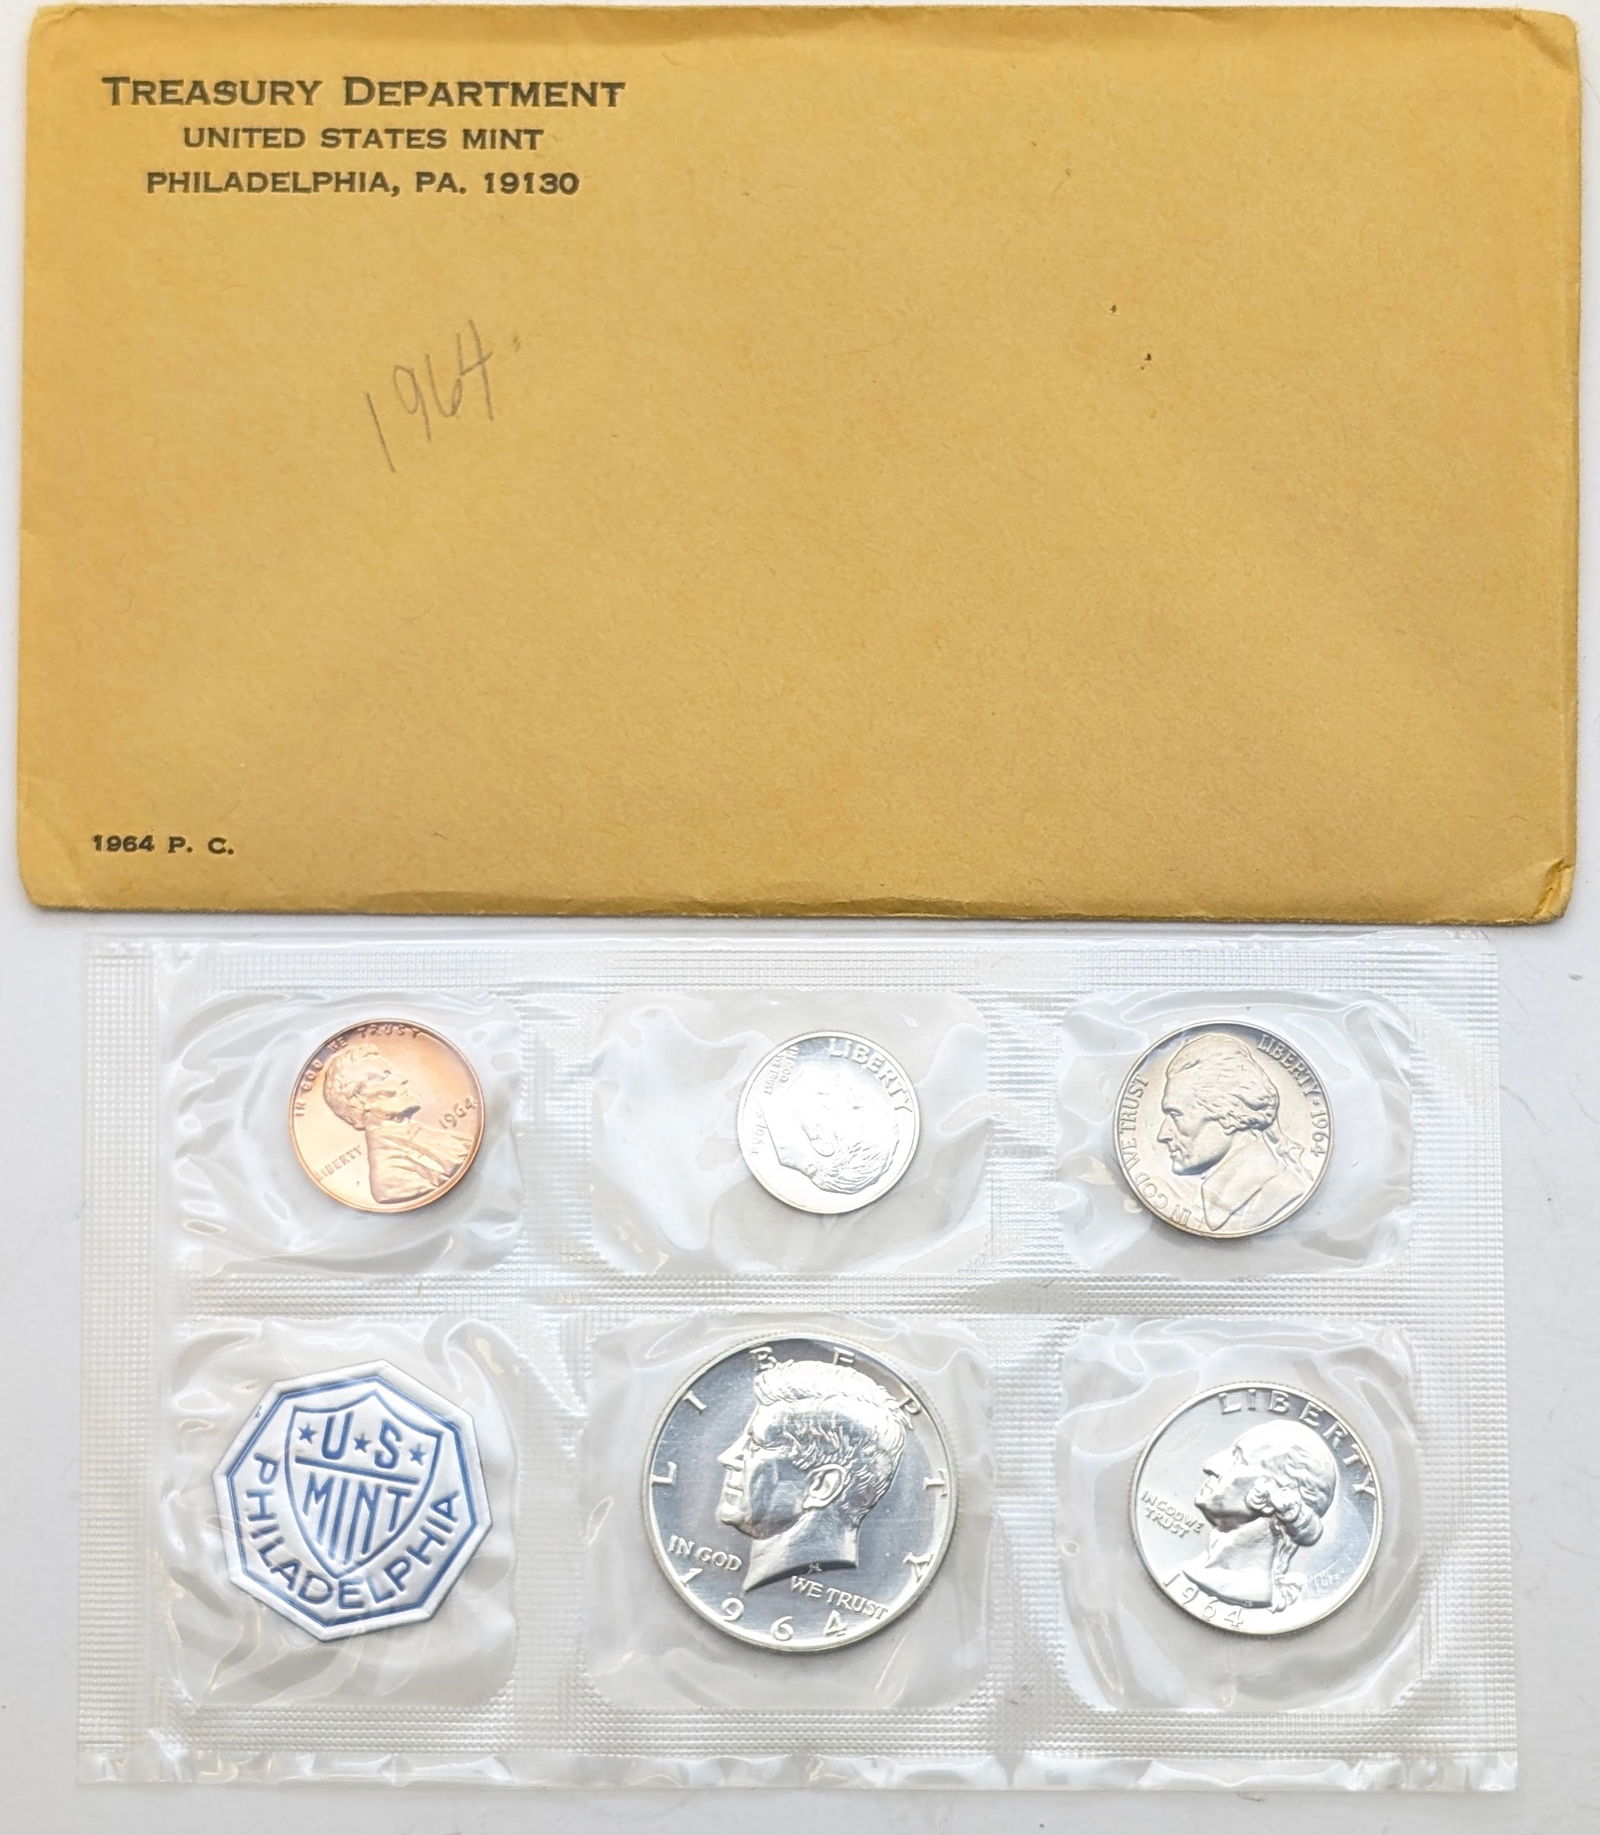 TREASURY DEPARTMENT
UNITED STATES MINT
PHILADELPHIA, PA. 19130
1964
1964 P. C.
IN GOD WE TRUST
LIBERTY
1964
LIBERTY
IN GOD WE TRUST
LIBERTY · 1964
U S
MINT
PHILADELPHIA
LIBERTY
IN GOD
WE TRUST
1964
LIBERTY
IN GOD WE
TRUST
1964